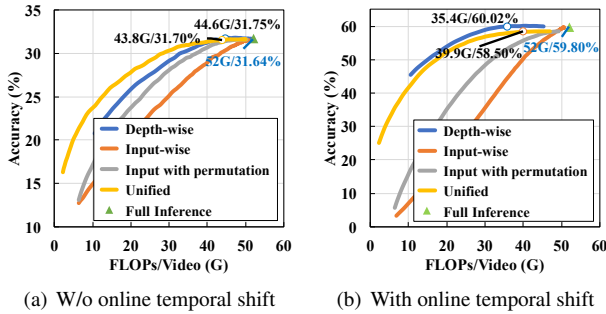 44.6G/31.75%
43.8G/31.70%
52G/31.64%
Accuracy (%)
35
30
25
20
15
10
Depth-wise
Input-wise
Input with permutation
Unified
Full Inference
0 10 20 30 40 50 60
FLOPs/Video (G)
(a) W/o online temporal shift
35.4G/60.02%
39.9G/58.50%
52G/59.80%
Accuracy (%)
70
60
50
40
30
20
10
0
Depth-wise
Input-wise
Input with permutation
Unified
Full Inference
0 10 20 30 40 50 60
FLOPs/Video (G)
(b) With online temporal shift